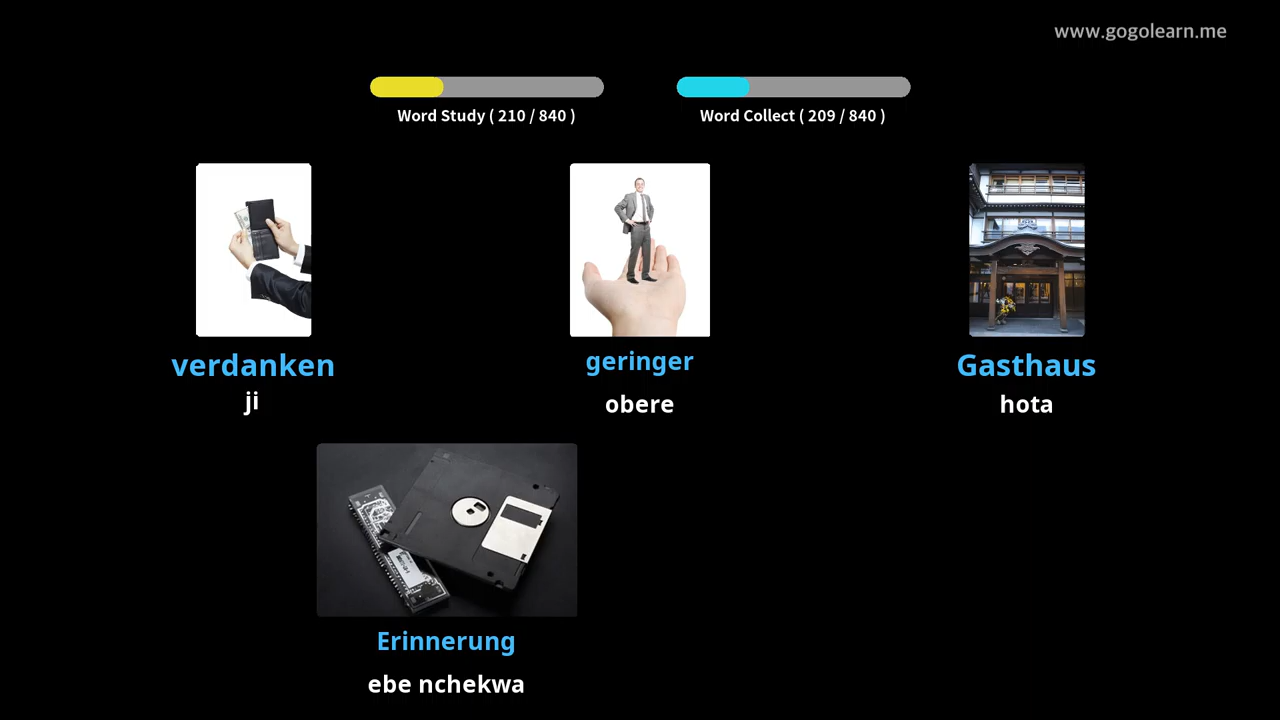 www.gogolearn.me
Word Study ( 210 / 840 )
Word Collect ( 209 / 840 )
verdanken
ji
geringer
obere
Gasthaus
hota
Erinnerung
ebe nchekwa